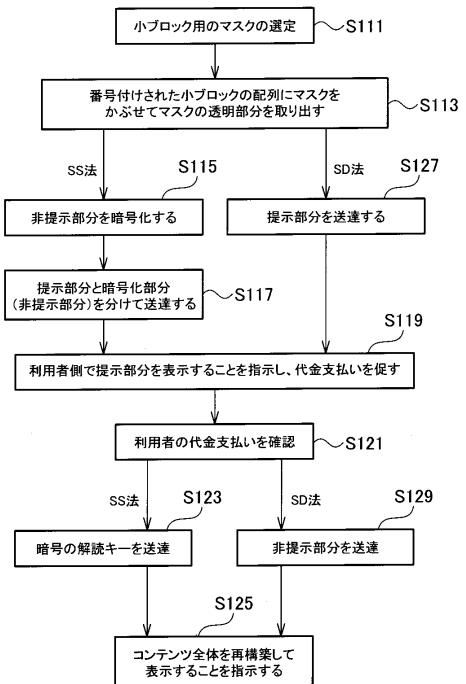 小ブロック用のマスクの選定
S111
番号付けされた小ブロックの配列にマスクを
かぶせてマスクの透明部分を取り出す
S113
SS法
S115
SD法
S127
非提示部分を暗号化する
提示部分を送達する
提示部分と暗号化部分
(非提示部分)を分けて送達する
S117
S119
利用者側で提示部分を表示することを指示し、代金支払いを促す
利用者の代金支払いを確認
S121
SS法
S123
SD法
S129
暗号の解読キーを送達
非提示部分を送達
S125
コンテンツ全体を再構築して
表示することを指示する